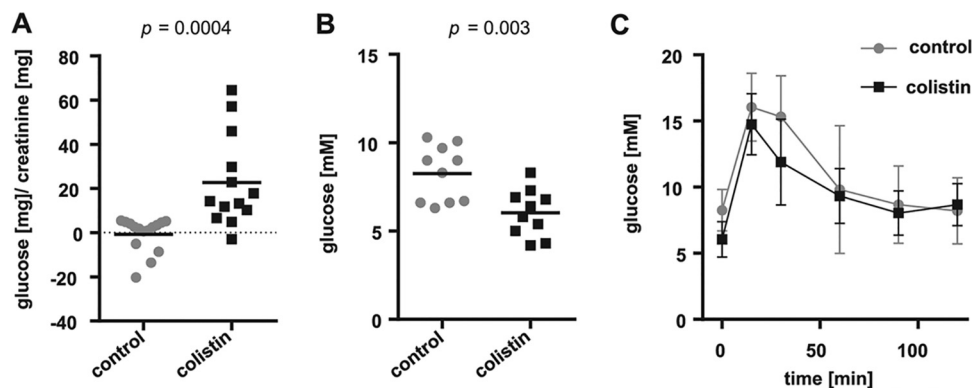 A
p = 0.0004
glucose [mg]/ creatinine [mg]
80
60
40
20
0
-20
-40
control
colistin
B
p = 0.003
glucose [mM]
15
10
5
0
control
colistin
C
control
colistin
glucose [mM]
20
15
10
5
0
0
50
100
time [min]